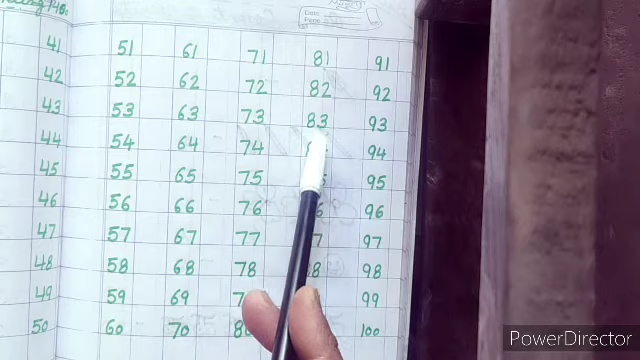 41 51 61 71 81 91
42 52 62 72 82 92
43 53 63 73 83 93
44 54 64 74 94
45 55 65 75 95
46 56 66 76 96
47 57 67 77 97
48 58 68 78 98
49 59 69 99
50 60 70 100
PowerDirector